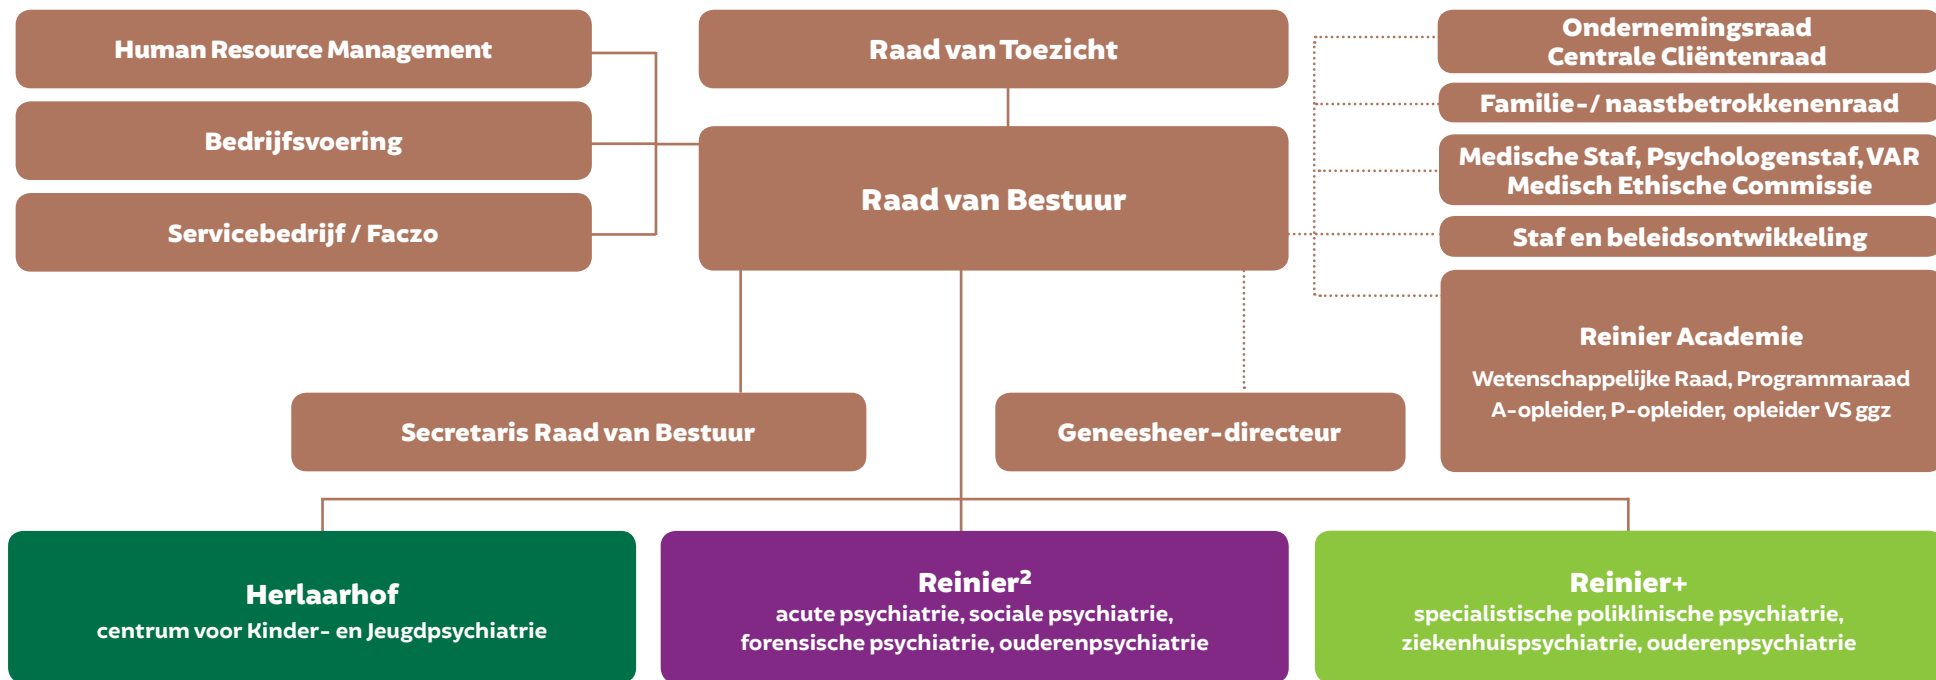 Human Resource Management
Bedrijfsvoering
Servicebedrijf / Faczo
Raad van Toezicht
Raad van Bestuur
Ondernemingsraad
Centrale Cliëntenraad
Familie-/ naastbetrokkenenraad
Medische Staf, Psychologenstaf, VAR
Medisch Ethische Commissie
Staf en beleidsontwikkeling
Reinier Academie
Wetenschappelijke Raad, Programmaraad
A-opleider, P-opleider, opleider VS ggz
Secretaris Raad van Bestuur
Geneesheer-directeur
Herlaarhof
centrum voor Kinder- en Jeugdpsychiatrie
Reinier²
acute psychiatrie, sociale psychiatrie,
forensische psychiatrie, ouderenpsychiatrie
Reinier+
specialistische poliklinische psychiatrie,
ziekenhuispsychiatrie, ouderenpsychiatrie